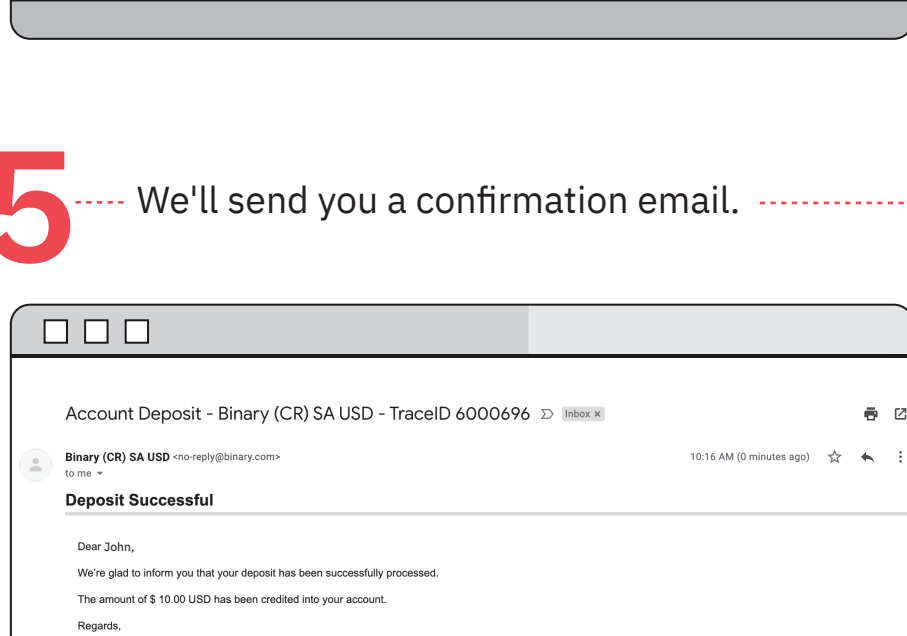 5 We'll send you a confirmation email.
Account Deposit - Binary (CR) SA USD - TraceID 6000696 Inbox ×
Binary (CR) SA USD <no-reply@binary.com> 10:16 AM (0 minutes ago)
to me
Deposit Successful
Dear John,
We're glad to inform you that your deposit has been successfully processed.
The amount of $ 10.00 USD has been credited into your account.
Regards,